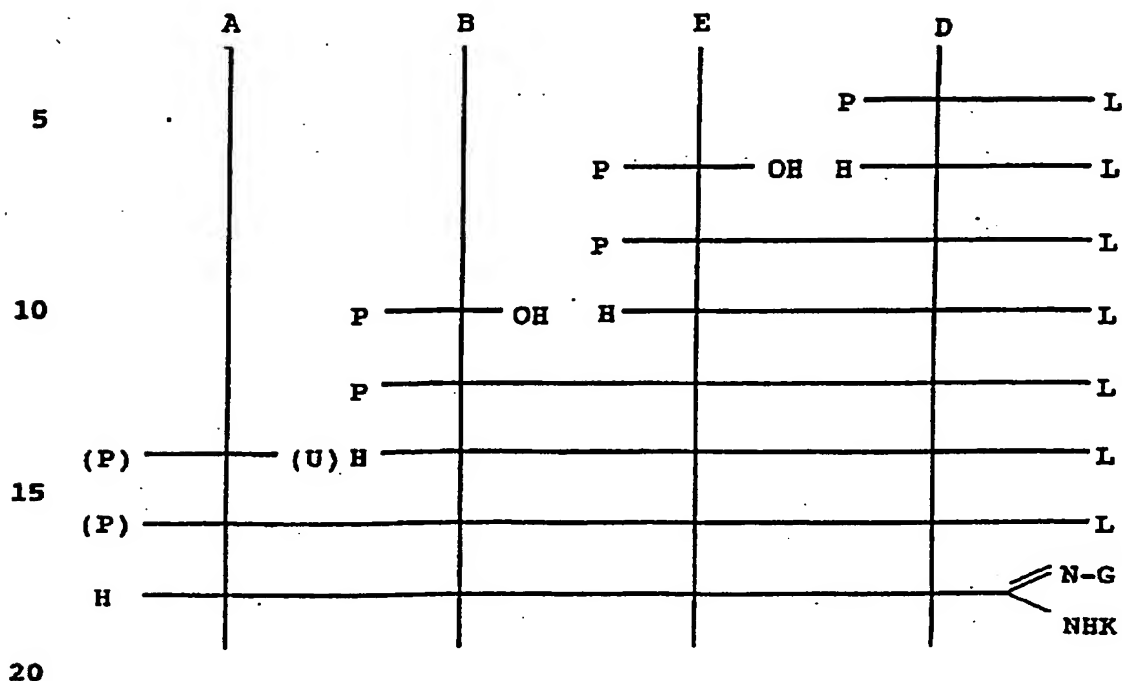 A B E D
5 P L
P OH H L
P L
10 P OH H L
P L
(P) (U) H L
15
(P) L
N-G
H
NHK
20